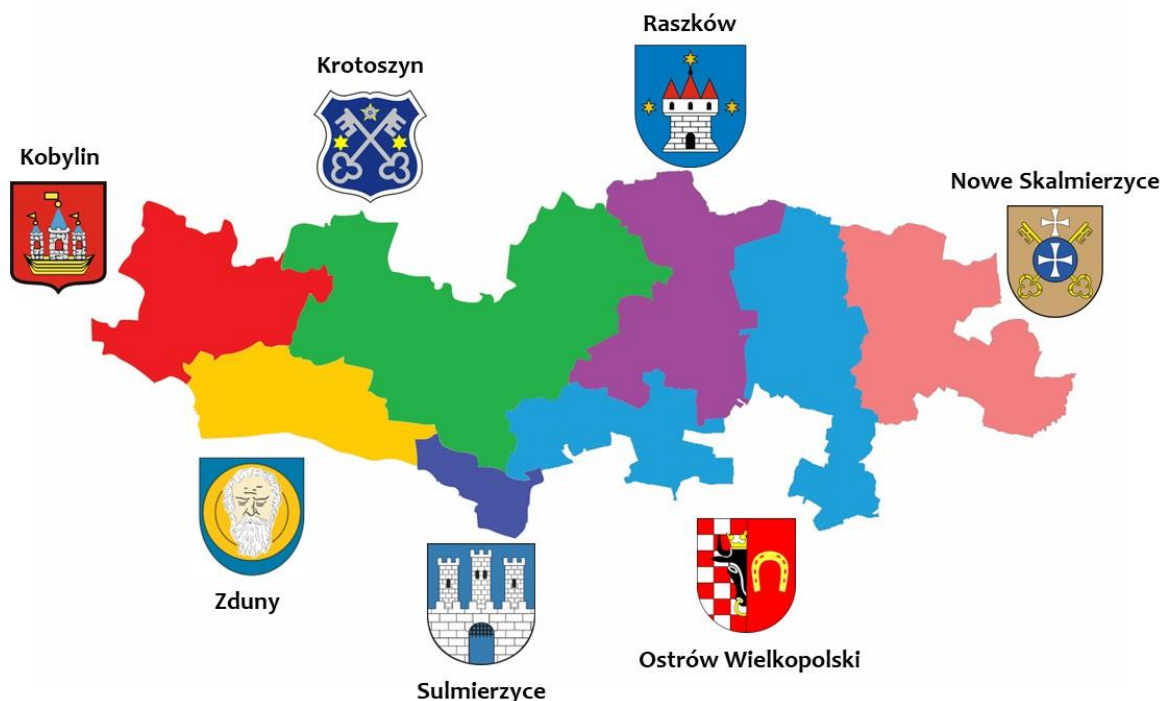 Raszków
Krotoszyn
Kobylin
Nowe Skalmierzyce
Zduny
Ostrów Wielkopolski
Sulmierzyce